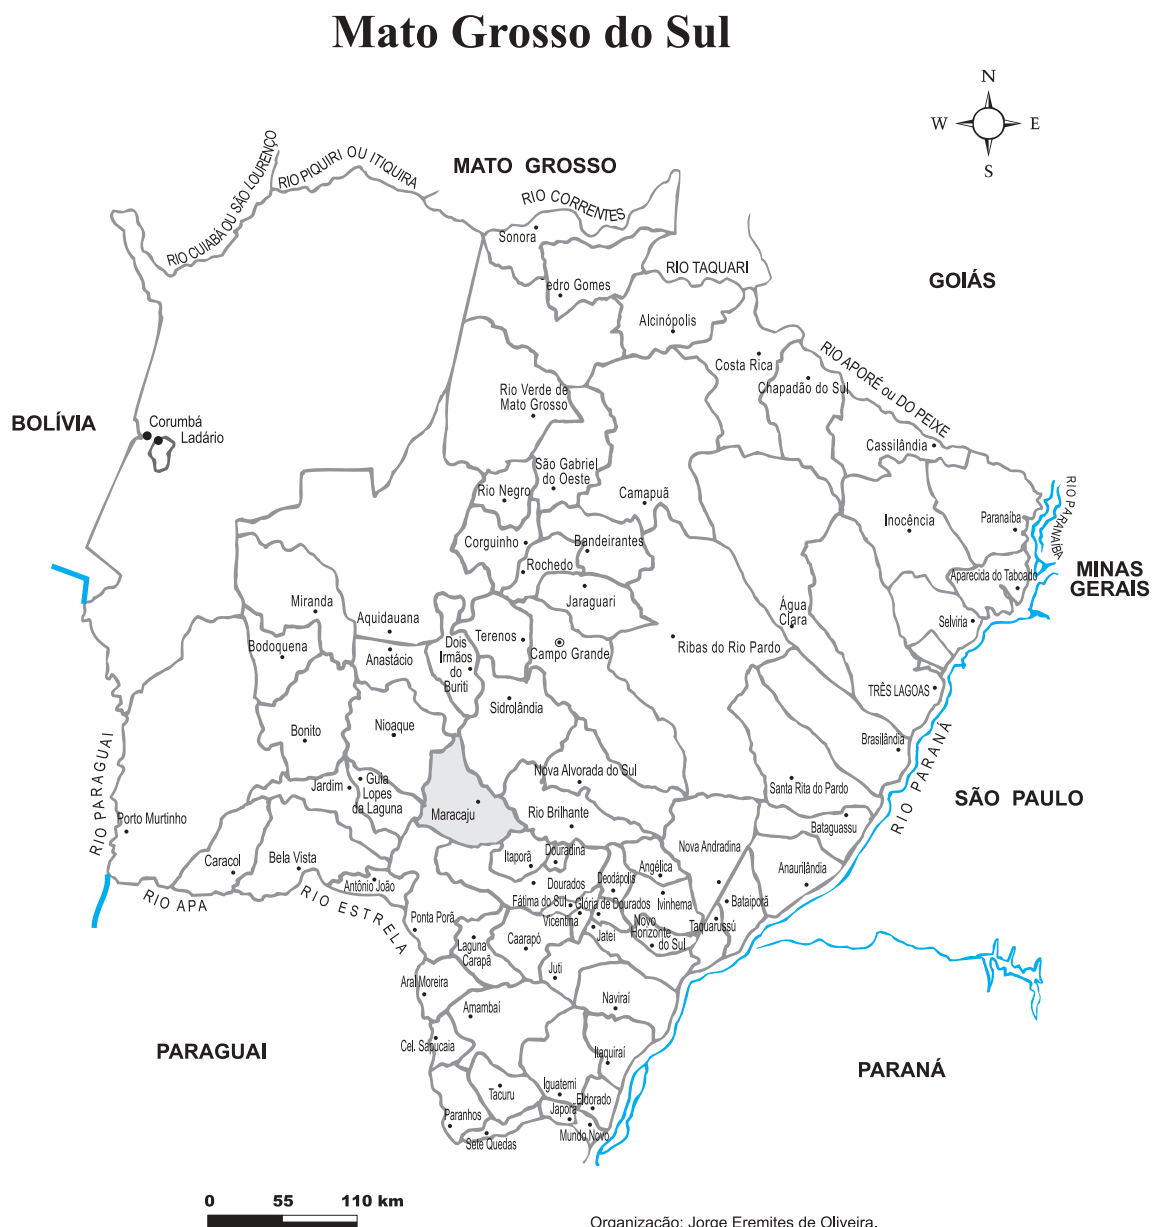 Mato Grosso do Sul
N
W
E
S
MATO GROSSO
RIO CUIABÁ OU SÃO LOURENÇO
RIO PIQUIRI OU ITIQUIRA
RIO CORRENTES
Sonora
RIO TAQUARI
GOIÁS
edro Gomes
Alcinópolis
Costa Rica
RIO APORÉ ou DO PEIXE
Chapadão do Sul
Rio Verde de
Mato Grosso
BOLÍVIA
Corumbá
Ladário
Cassilândia
São Gabriel
do Oeste
Rio Negro
Camapuã
RIO PARANAÍBA
Inocência
Paranaíba
Corguinho
Bandeirantes
Rochedo
MINAS
GERAIS
Aparecida do Taboado
Miranda
Jaraguari
Água
Clara
Aquidauana
Selvíria
Bodoquena
Anastácio
Dois
Irmãos
do
Buriti
Terenos
Campo Grande
Ribas do Rio Pardo
TRÊS LAGOAS
Sidrolândia
Bonito
Nioaque
Brasilândia
RIO PARAGUAI
RIO PARANÁ
Jardim
Guia
Lopes
da Laguna
Nova Alvorada do Sul
Santa Rita do Pardo
SÃO PAULO
Porto Murtinho
Maracaju
Rio Brilhante
Bataguassu
Caracol
Bela Vista
Itaporã
Douradina
Nova Andradina
Anaurilândia
Antônio João
Dourados
Deodápolis
Angélica
RIO APA
RIO ESTRELA
Fátima do Sul
Glória de Dourados
Ivinhema
Bataiporã
Ponta Porã
Vicentina
Jateí
Novo
Horizonte
do Sul
Taquarussú
Laguna
Carapã
Caarapó
Juti
Aral Moreira
Amambaí
Naviraí
PARAGUAI
Cel. Sapucaia
Itaquiraí
PARANÁ
Tacuru
Iguatemi
Eldorado
Paranhos
Japorã
Sete Quedas
Mundo Novo
0 55 110 km
Organização: Jorge Eremites de Oliveira.